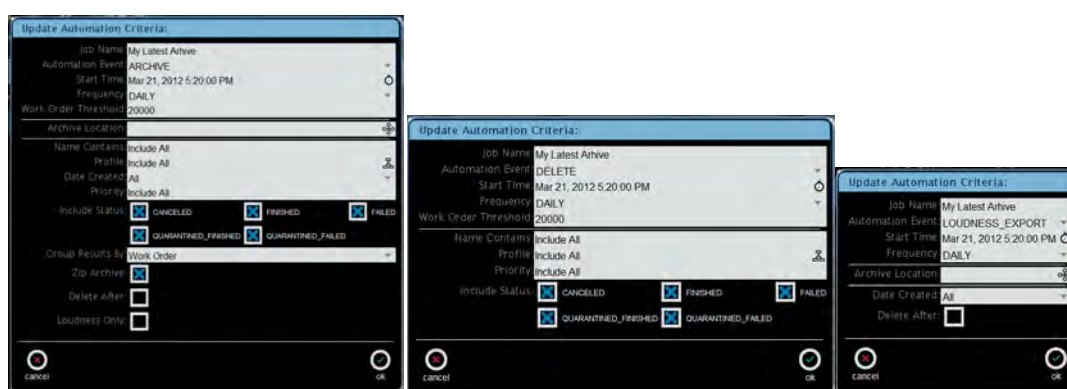 Update Automation Criteria:
Job Name: My Latest Arhive
Automation Event: ARCHIVE
Start Time: Mar 21, 2012 5:20:00 PM
Frequency: DAILY
Work Order Threshold: 20000
Archive Location:
Name Contains: Include All
Profile: Include All
Date Created: All
Priority: Include All
Include Status: CANCELED FINISHED FAILED
QUARANTINED_FINISHED QUARANTINED_FAILED
Group Results By: Work Order
Zip Archive:
Delete After:
Loudness Only:
cancel ok
Update Automation Criteria:
Job Name: My Latest Arhive
Automation Event: DELETE
Start Time: Mar 21, 2012 5:20:00 PM
Frequency: DAILY
Work Order Threshold: 20000
Name Contains: Include All
Profile: Include All
Priority: Include All
Include Status: CANCELED FINISHED FAILED
QUARANTINED_FINISHED QUARANTINED_FAILED
cancel ok
Update Automation Criteria:
Job Name: My Latest Arhive
Automation Event: LOUDNESS_EXPORT
Start Time: Mar 21, 2012 5:20:00 PM
Frequency: DAILY
Archive Location:
Date Created: All
Delete After:
cancel ok